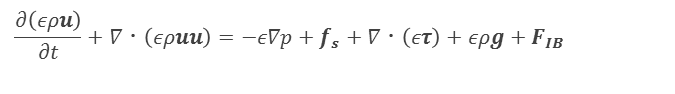 ∂(ϵρu)/∂t + ∇ · (ϵρuu) = −ϵ∇p + f_s + ∇ · (ϵτ) + ϵρg + F_IB